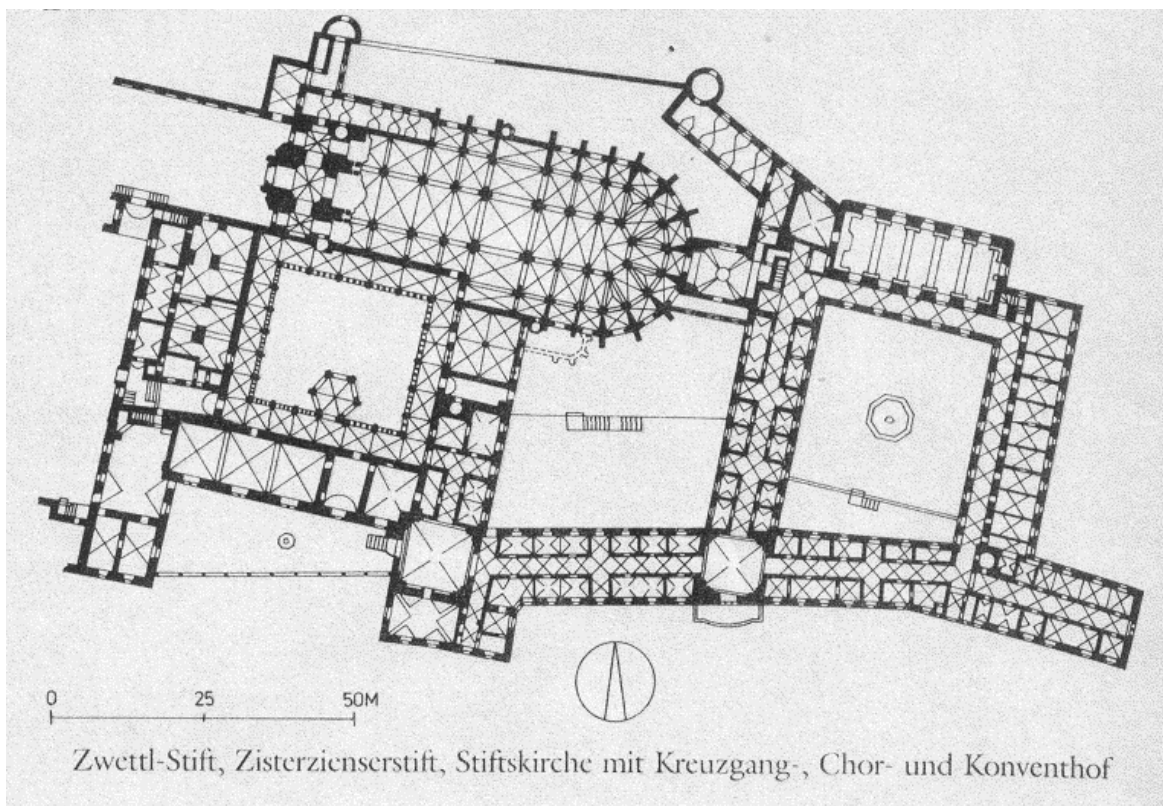 0 25 50M
Zwettl-Stift, Zisterzienserstift, Stiftskirche mit Kreuzgang-, Chor- und Konventhof